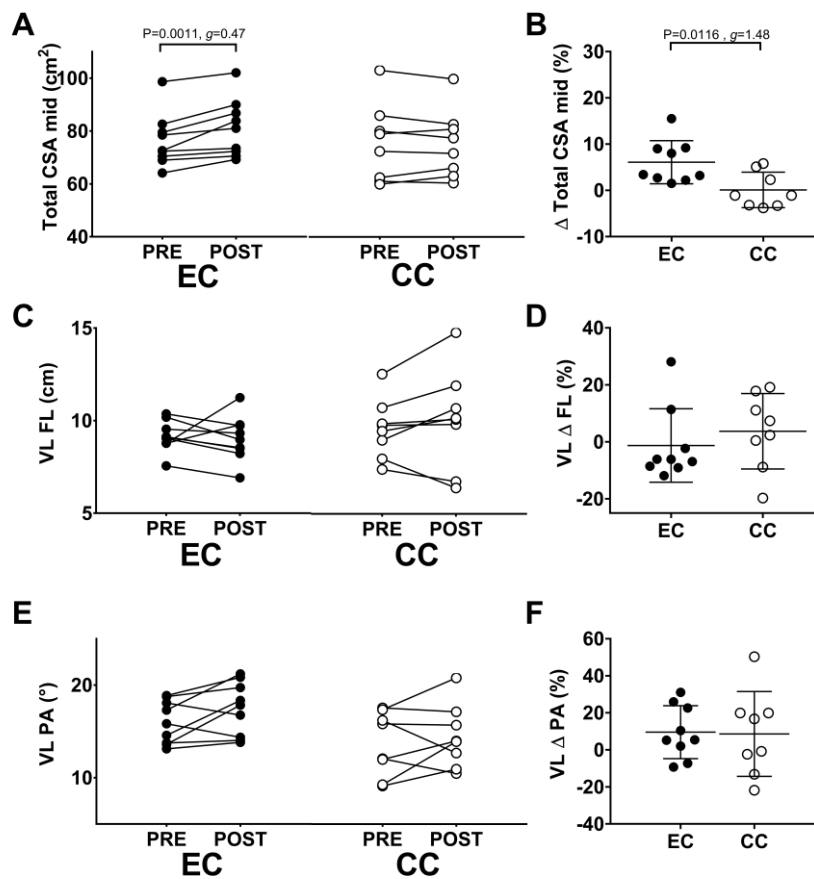 A
P=0.0011, g=0.47
Total CSA mid (cm²)
100
80
60
40
PRE POST PRE POST
EC CC
B
P=0.0116 , g=1.48
Δ Total CSA mid (%)
30
20
10
0
-10
EC CC
C
VL FL (cm)
15
10
5
PRE POST PRE POST
EC CC
D
VL Δ FL (%)
40
20
0
-20
EC CC
E
VL PA (°)
20
10
PRE POST PRE POST
EC CC
F
VL Δ PA (%)
60
40
20
0
-20
-40
EC CC